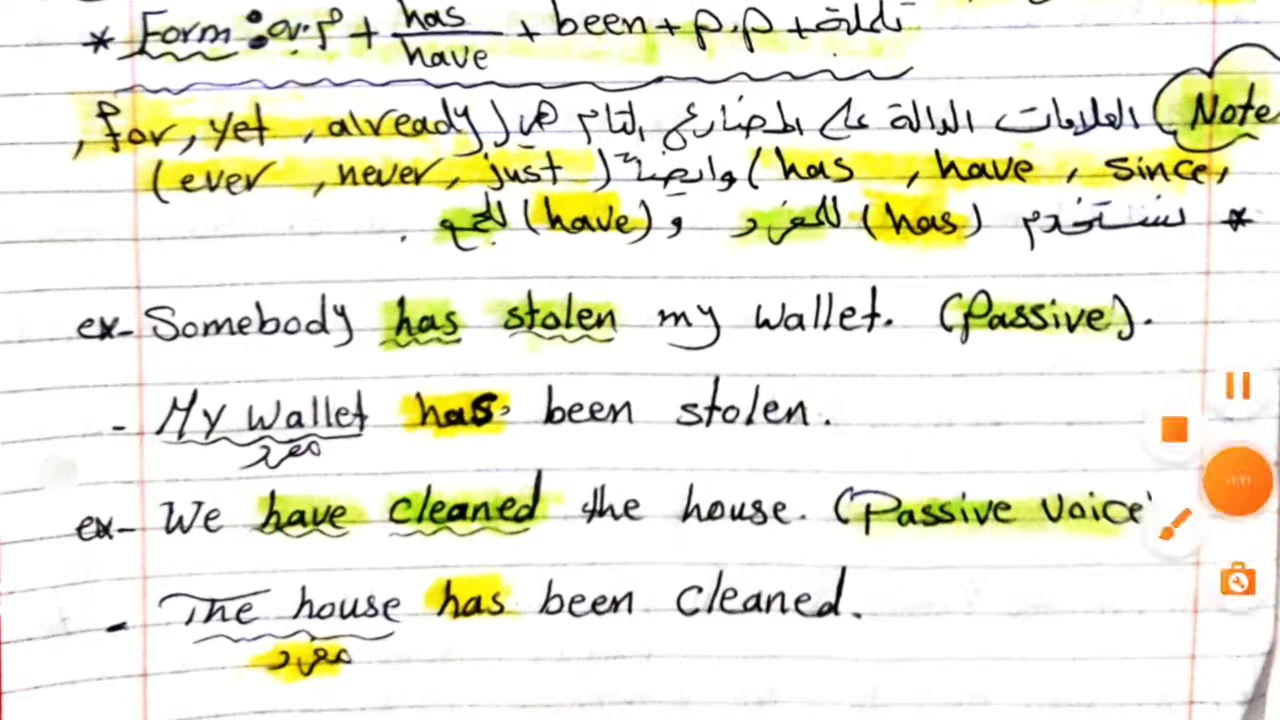 * Form: م.به + has/have + been + p.p + تكملة
Note العلامات الدالة على المضارع التام هي (already, yet, for,
since, have, has) وايضاً (just, never, ever)
* نستخدم (has) للمفرد و (have) للجمع.
ex- Somebody has stolen my wallet. (Passive).
- My wallet has been stolen.
مفرد
ex- We have cleaned the house. (Passive voice
- The house has been cleaned.
مفرد